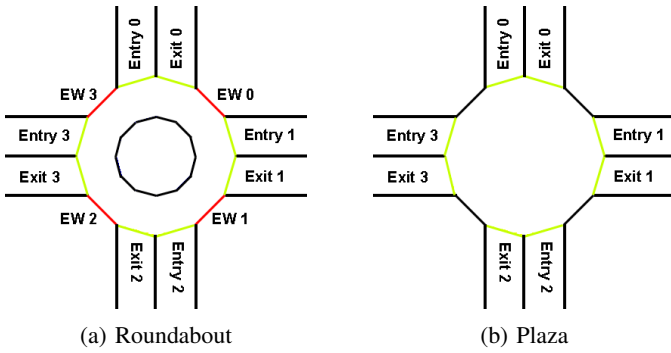 Entry 0
Exit 0
EW 3
EW 0
Entry 3
Entry 1
Exit 3
Exit 1
EW 2
EW 1
Exit 2
Entry 2
(a) Roundabout
Entry 0
Exit 0
Entry 3
Entry 1
Exit 3
Exit 1
Exit 2
Entry 2
(b) Plaza